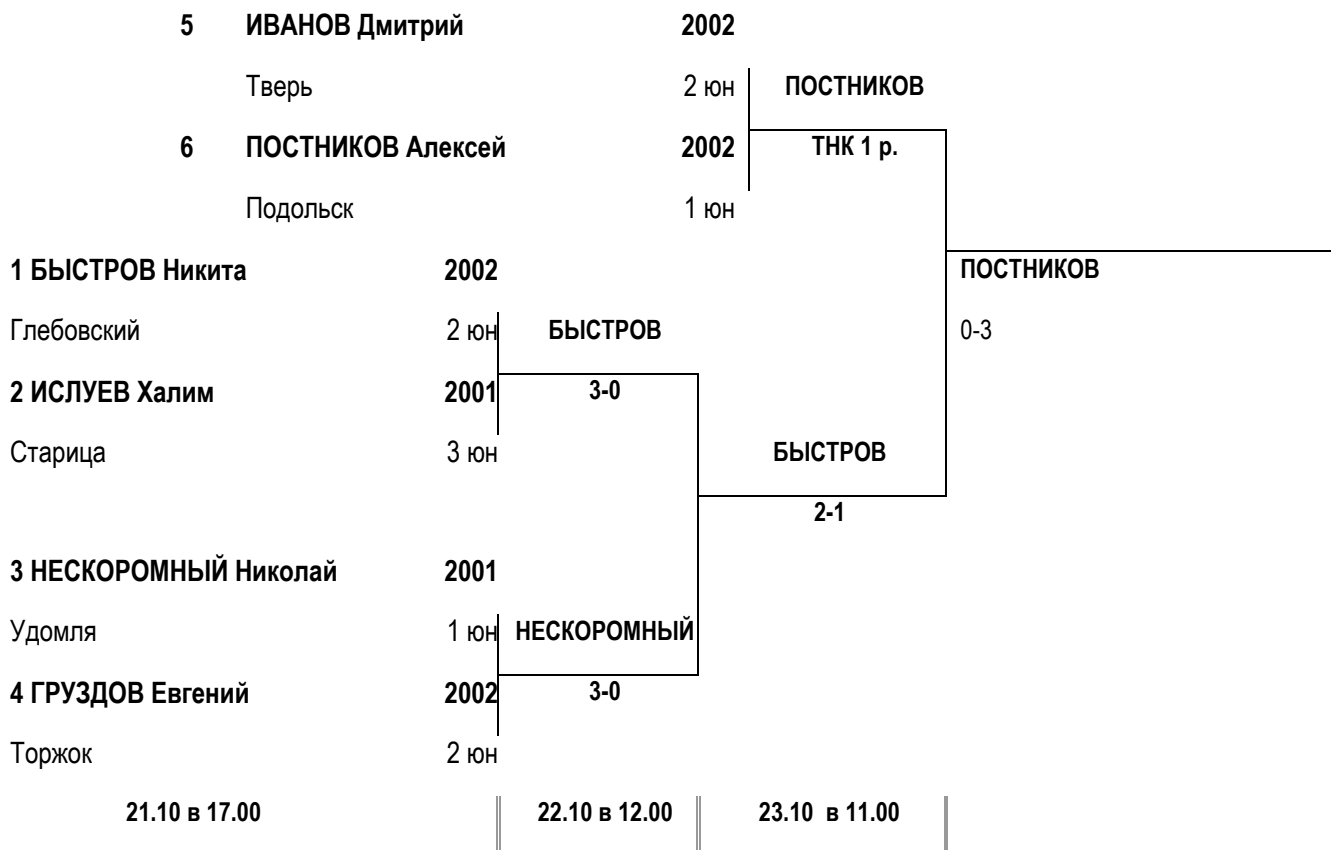 5 ИВАНОВ Дмитрий 2002
Тверь 2 юн ПОСТНИКОВ
6 ПОСТНИКОВ Алексей 2002 ТНК 1 р.
Подольск 1 юн
1 БЫСТРОВ Никита 2002 ПОСТНИКОВ
Глебовский 2 юн БЫСТРОВ 0-3
2 ИСЛУЕВ Халим 2001 3-0
Старица 3 юн БЫСТРОВ
2-1
3 НЕСКОРОМНЫЙ Николай 2001
Удомля 1 юн НЕСКОРОМНЫЙ
4 ГРУЗДОВ Евгений 2002 3-0
Торжок 2 юн
21.10 в 17.00 22.10 в 12.00 23.10 в 11.00